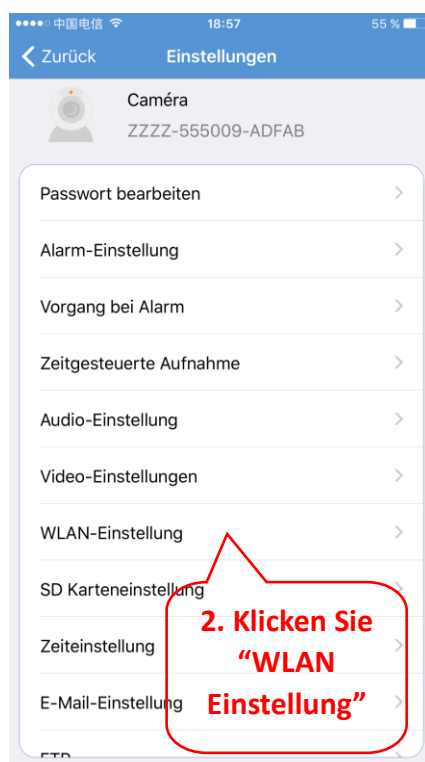 中国电信 18:57 55 %
Zurück Einstellungen
Caméra
ZZZZ-555009-ADFAB
Passwort bearbeiten
Alarm-Einstellung
Vorgang bei Alarm
Zeitgesteuerte Aufnahme
Audio-Einstellung
Video-Einstellungen
WLAN-Einstellung
SD Karteneinstellung
Zeiteinstellung
E-Mail-Einstellung
FTP
2. Klicken Sie
“WLAN
Einstellung”